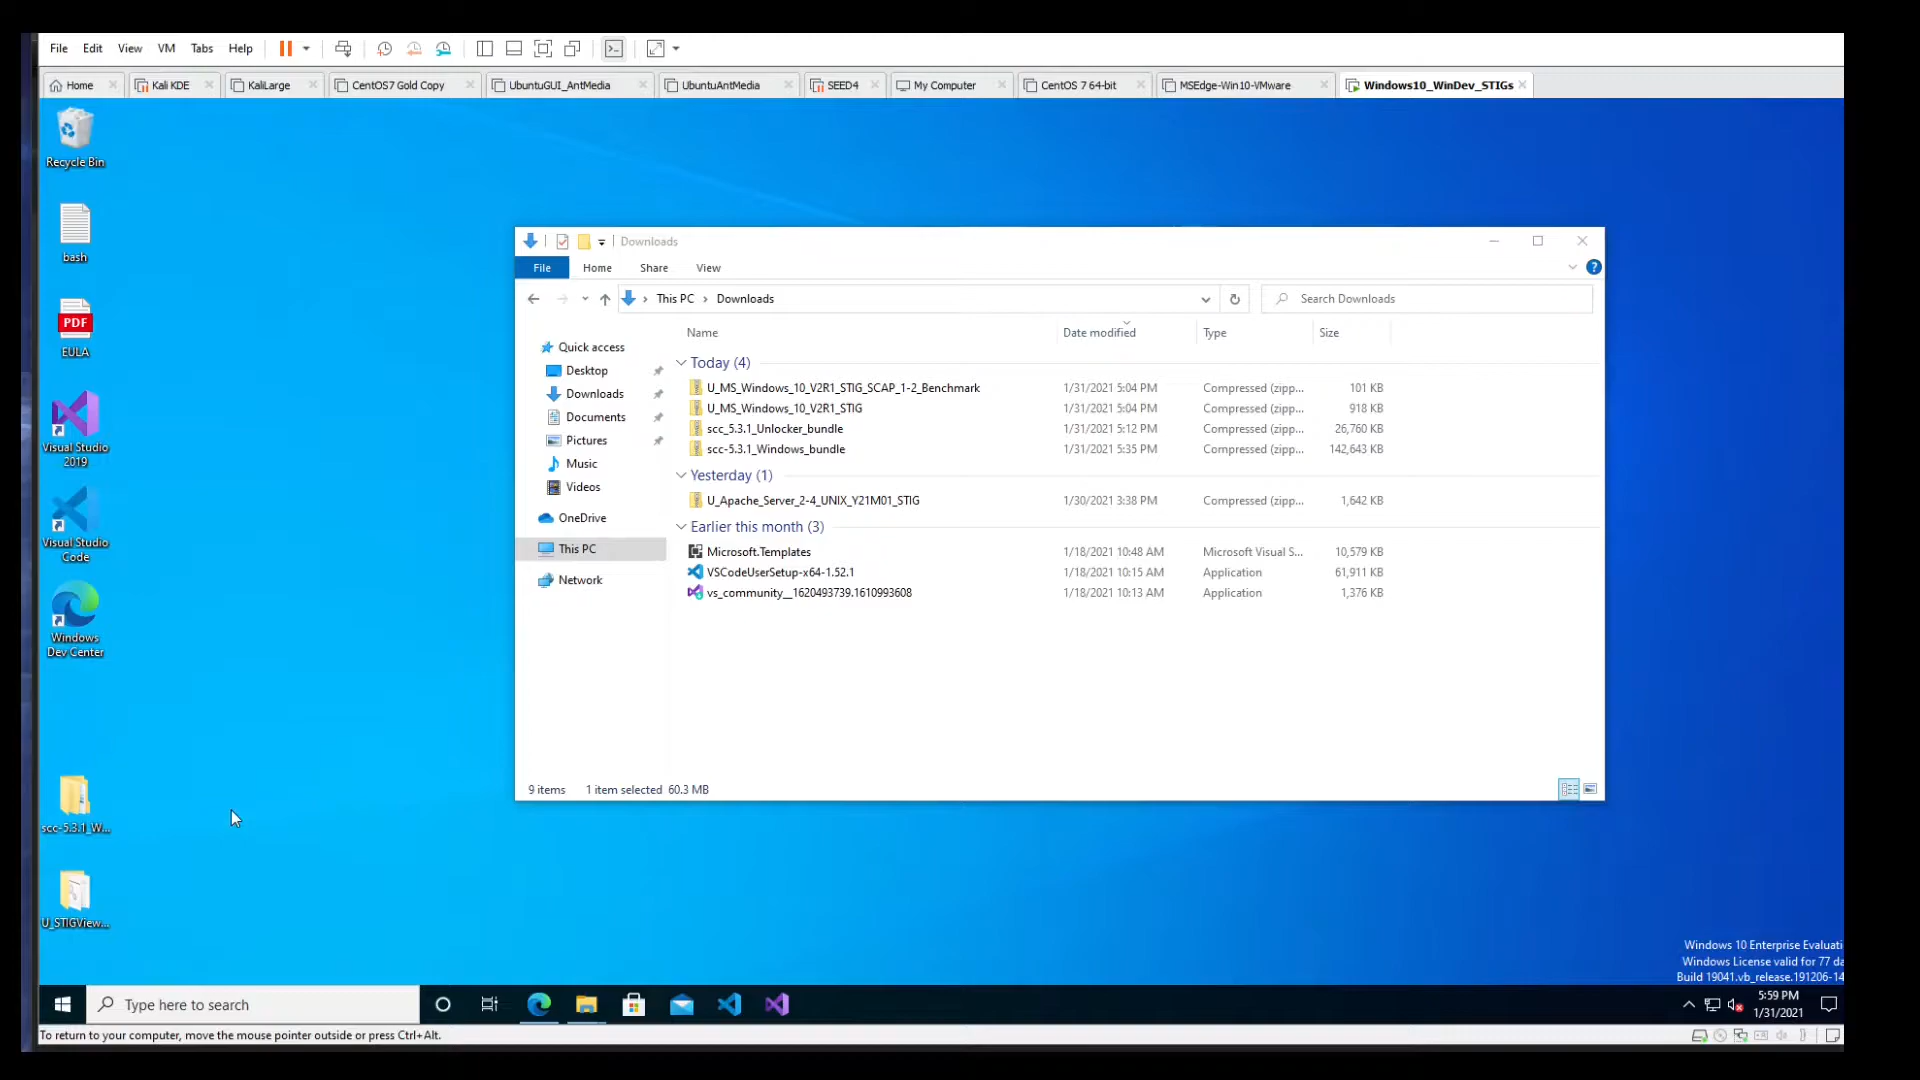 File Edit View VM Tabs Help
Home Kali KDE KaliLarge CentOS7 Gold Copy UbuntuGUI_AntMedia UbuntuAntMedia SEED4 My Computer CentOS 7 64-bit MSEdge-Win10-VMware Windows10_WinDev_STIGs
Recycle Bin
bash
PDF
EULA
Visual Studio
2019
Visual Studio
Code
Windows
Dev Center
scc-5.3.1_W...
U_STIGView...
Downloads
File Home Share View
This PC Downloads
Search Downloads
Name Date modified Type Size
Quick access
Desktop
Downloads
Documents
Pictures
Music
Videos
OneDrive
This PC
Network
Today (4)
U_MS_Windows_10_V2R1_STIG_SCAP_1-2_Benchmark 1/31/2021 5:04 PM Compressed (zipp... 101 KB
U_MS_Windows_10_V2R1_STIG 1/31/2021 5:04 PM Compressed (zipp... 918 KB
scc_5.3.1_Unlocker_bundle 1/31/2021 5:12 PM Compressed (zipp... 26,760 KB
scc-5.3.1_Windows_bundle 1/31/2021 5:35 PM Compressed (zipp... 142,643 KB
Yesterday (1)
U_Apache_Server_2-4_UNIX_Y21M01_STIG 1/30/2021 3:38 PM Compressed (zipp... 1,642 KB
Earlier this month (3)
Microsoft.Templates 1/18/2021 10:48 AM Microsoft Visual S... 10,579 KB
VSCodeUserSetup-x64-1.52.1 1/18/2021 10:15 AM Application 61,911 KB
vs_community__1620493739.1610993608 1/18/2021 10:13 AM Application 1,376 KB
9 items 1 item selected 60.3 MB
Windows 10 Enterprise Evaluati
Windows License valid for 77 da
Build 19041.vb_release.191206-14
Type here to search
5:59 PM
1/31/2021
To return to your computer, move the mouse pointer outside or press Ctrl+Alt.